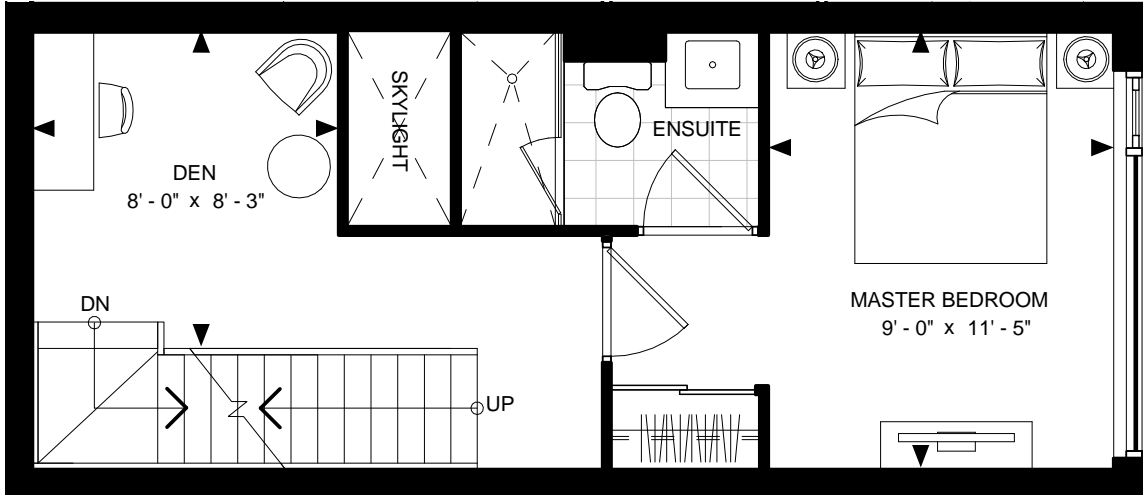 SKYLIGHT
ENSUITE
DEN
8' - 0" x 8' - 3"
DN
UP
MASTER BEDROOM
9' - 0" x 11' - 5"